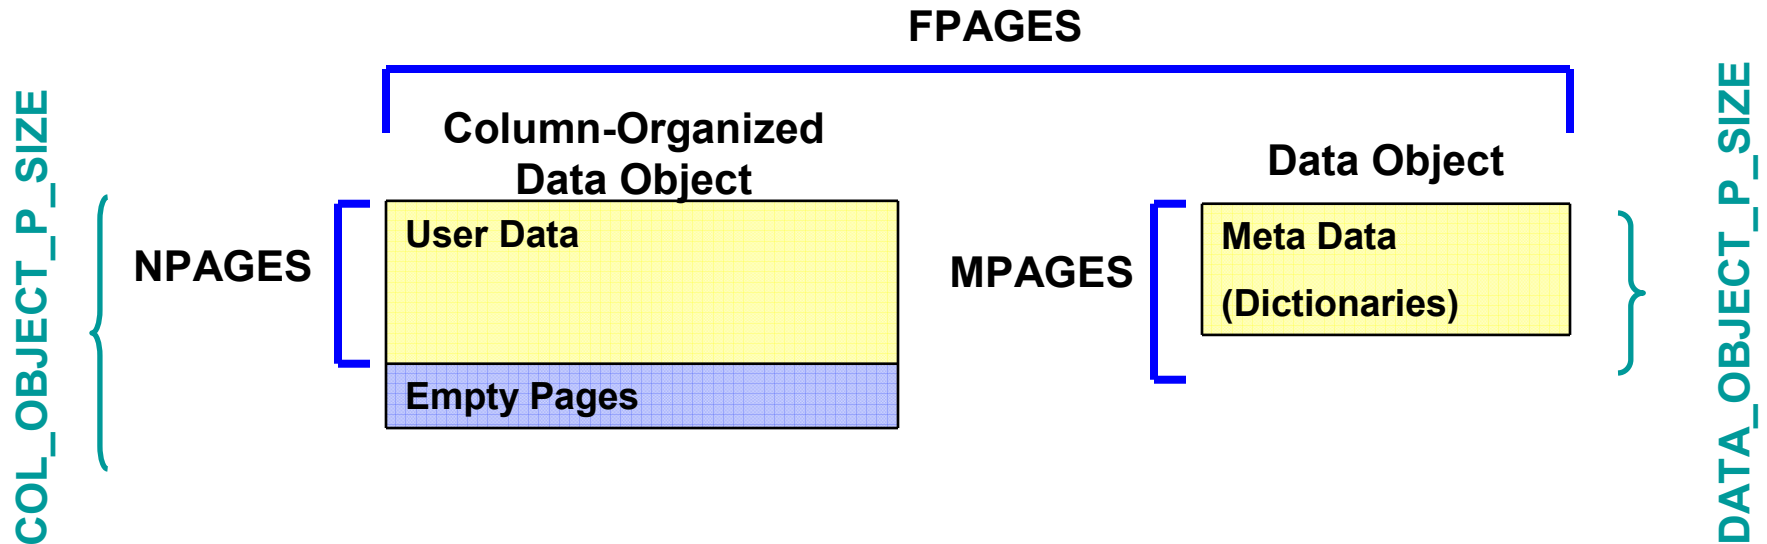 FPAGES
COL_OBJECT_P_SIZE
Column-Organized
Data Object
Data Object
DATA_OBJECT_P_SIZE
NPAGES
User Data
Empty Pages
MPAGES
Meta Data
(Dictionaries)